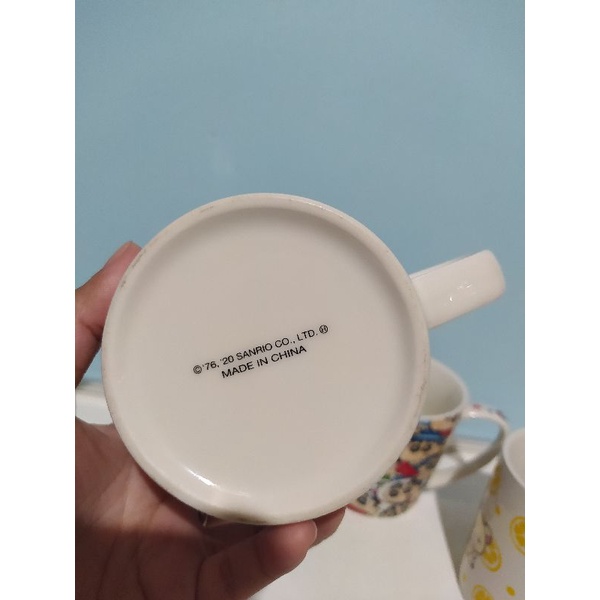 ©'76, '20 SANRIO CO., LTD. Ⓗ
MADE IN CHINA